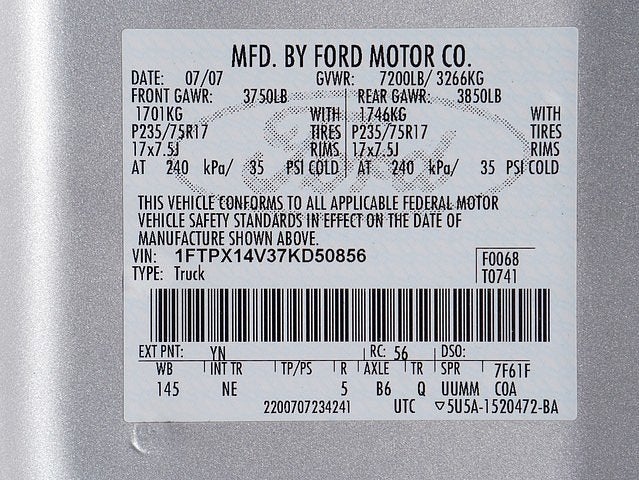 MFD. BY FORD MOTOR CO.
DATE: 07/07 GVWR: 7200LB/ 3266KG
FRONT GAWR: 3750LB REAR GAWR: 3850LB
1701KG WITH 1746KG WITH
P235/75R17 TIRES P235/75R17 TIRES
17x7.5J RIMS 17x7.5J RIMS
AT 240 kPa/ 35 PSI COLD AT 240 kPa/ 35 PSI COLD
THIS VEHICLE CONFORMS TO ALL APPLICABLE FEDERAL MOTOR
VEHICLE SAFETY STANDARDS IN EFFECT ON THE DATE OF
MANUFACTURE SHOWN ABOVE.
VIN: 1FTPX14V37KD50856 F0068
TYPE: Truck T0741
EXT PNT: YN RC: 56 DSO:
WB INT TR TP/PS R AXLE TR SPR 7F61F
145 NE 5 B6 Q UUMM COA
2200707234241 UTC ▽5U5A-1520472-BA